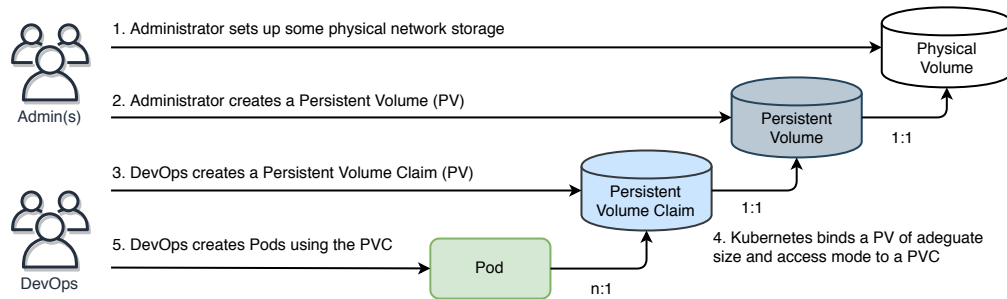 1. Administrator sets up some physical network storage
Physical
Volume
Admin(s)
2. Administrator creates a Persistent Volume (PV)
Persistent
Volume
1:1
3. DevOps creates a Persistent Volume Claim (PV)
Persistent
Volume Claim
1:1
5. DevOps creates Pods using the PVC
4. Kubernetes binds a PV of adeguate
size and access mode to a PVC
Pod
DevOps
n:1